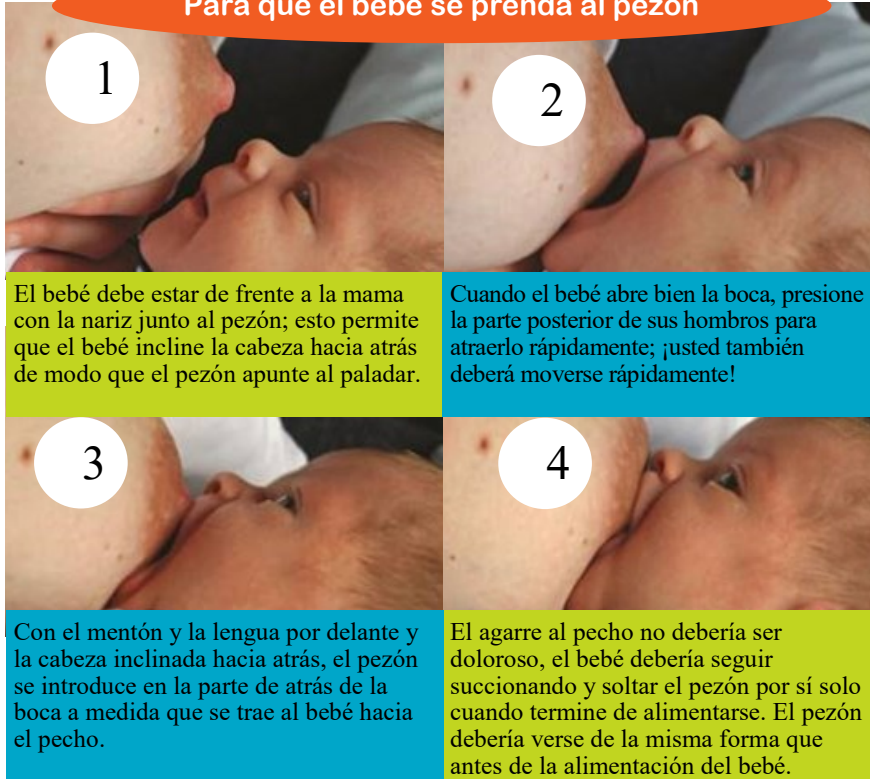 Para que el bebé se prenda al pezón
1
2
El bebé debe estar de frente a la mama
con la nariz junto al pezón; esto permite
que el bebé incline la cabeza hacia atrás
de modo que el pezón apunte al paladar.
Cuando el bebé abre bien la boca, presione
la parte posterior de sus hombros para
atraerlo rápidamente; ¡usted también
deberá moverse rápidamente!
3
4
Con el mentón y la lengua por delante y
la cabeza inclinada hacia atrás, el pezón
se introduce en la parte de atrás de la
boca a medida que se trae al bebé hacia
el pecho.
El agarre al pecho no debería ser
doloroso, el bebé debería seguir
succionando y soltar el pezón por sí solo
cuando termine de alimentarse. El pezón
debería verse de la misma forma que
antes de la alimentación del bebé.